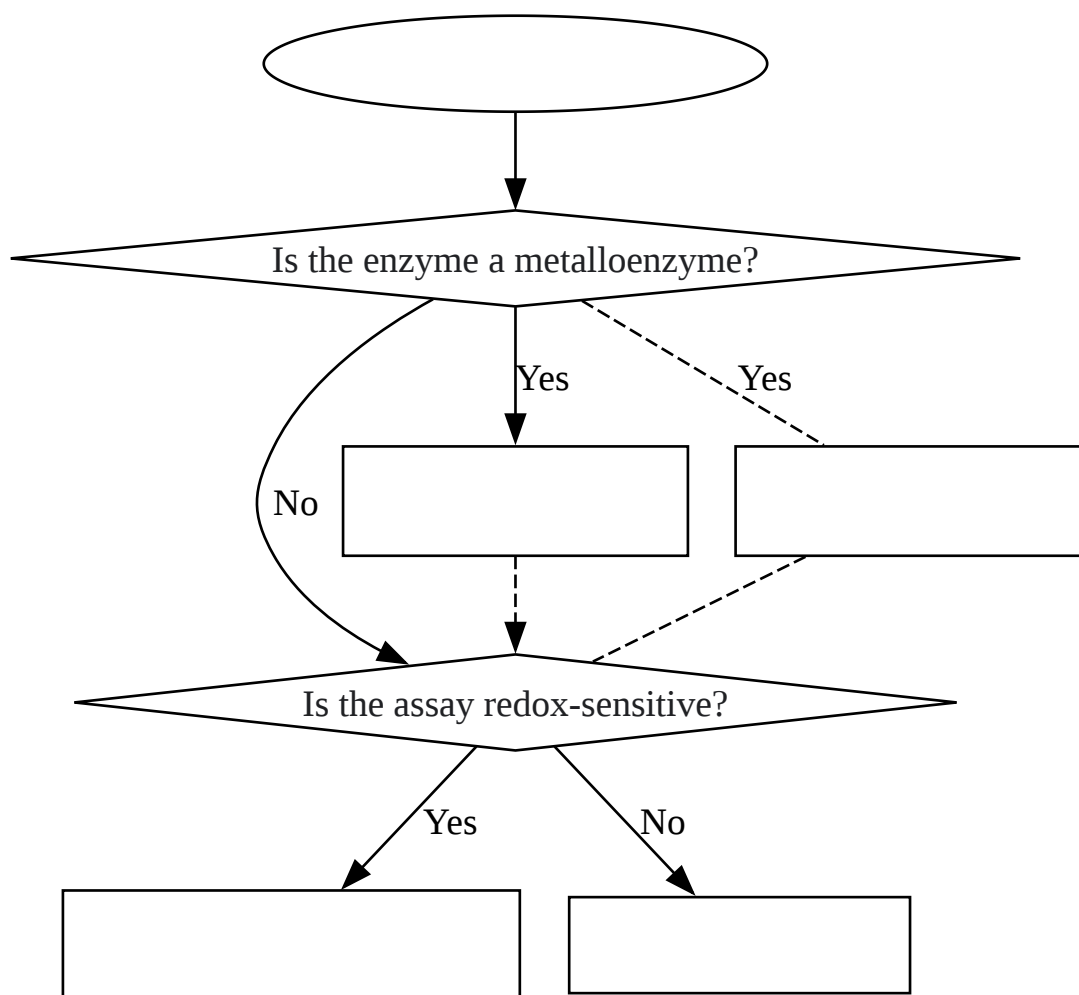 Is the enzyme a metalloenzyme?
Yes
Yes
No
Is the assay redox-sensitive?
Yes
No